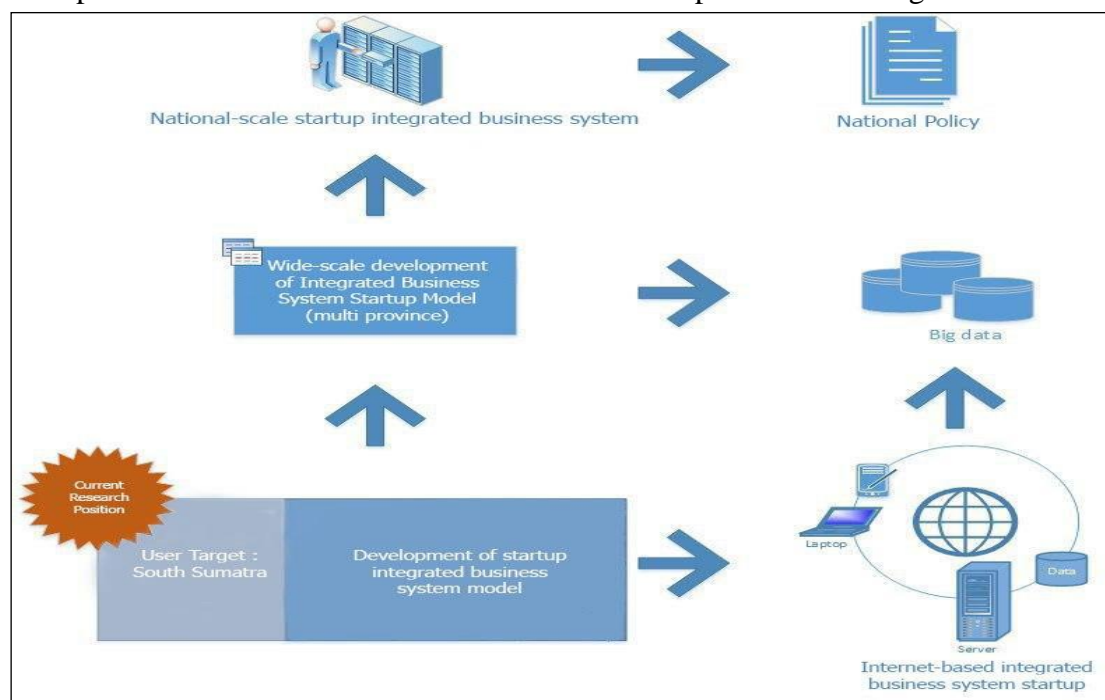 National-scale startup integrated business system
National Policy
Wide-scale development
of Integrated Business
System Startup Model
(multi province)
Big data
Current
Research
Position
User Target :
South Sumatra
Development of startup
integrated business
system model
Laptop
Data
Server
Internet-based integrated
business system startup